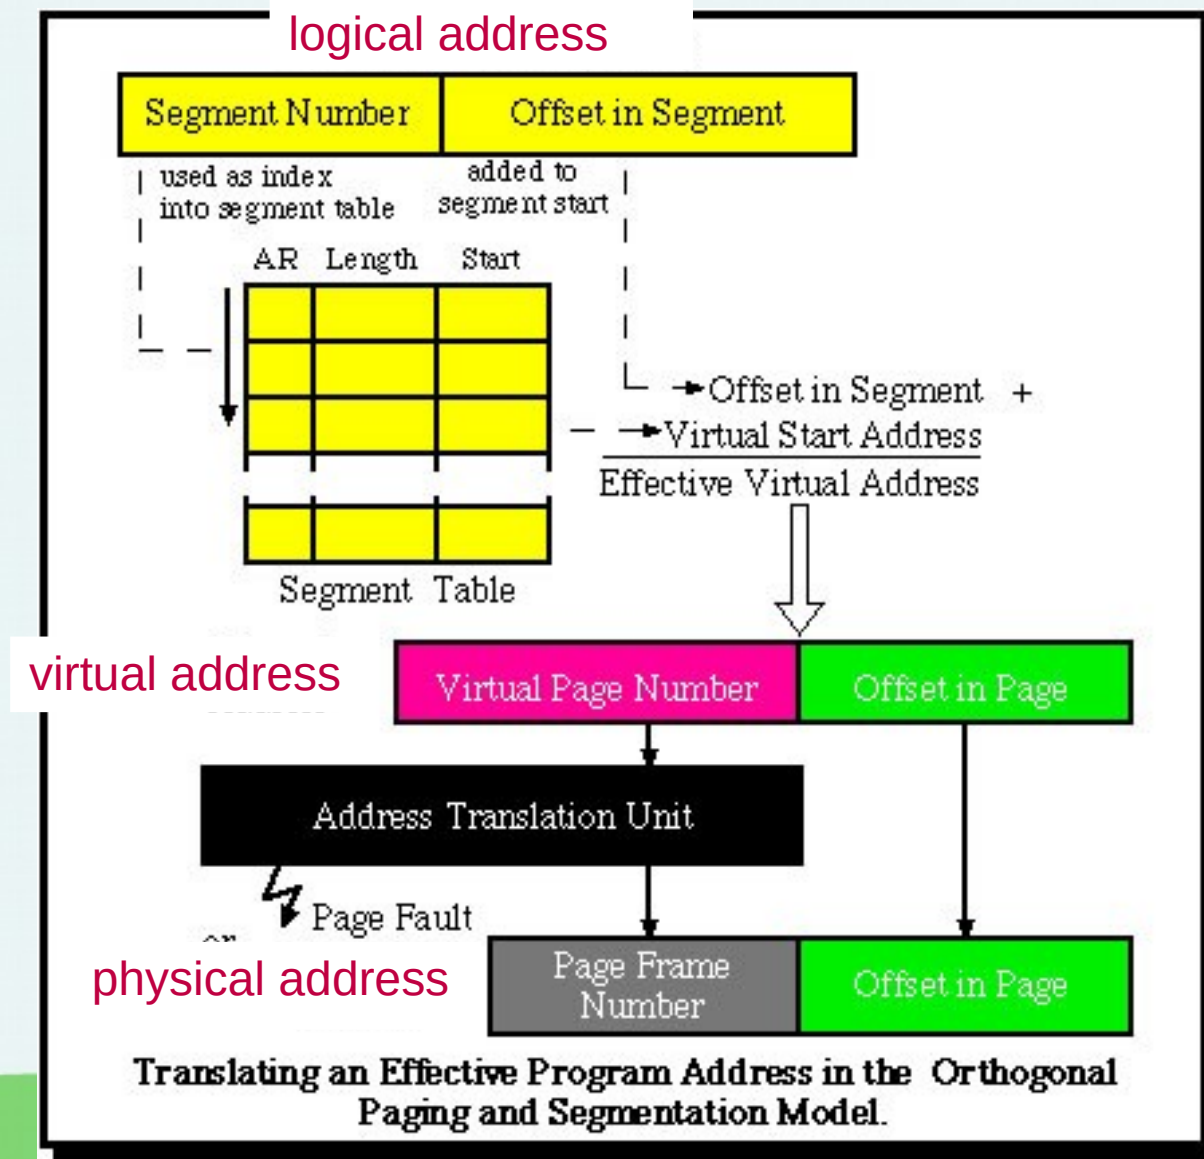 logical address
Segment Number Offset in Segment
used as index
into segment table
added to
segment start
AR Length Start
Offset in Segment +
Virtual Start Address
Effective Virtual Address
Segment Table
virtual address
Virtual Page Number Offset in Page
Address Translation Unit
Page Fault
physical address
Page Frame
Number
Offset in Page
Translating an Effective Program Address in the Orthogonal
Paging and Segmentation Model.